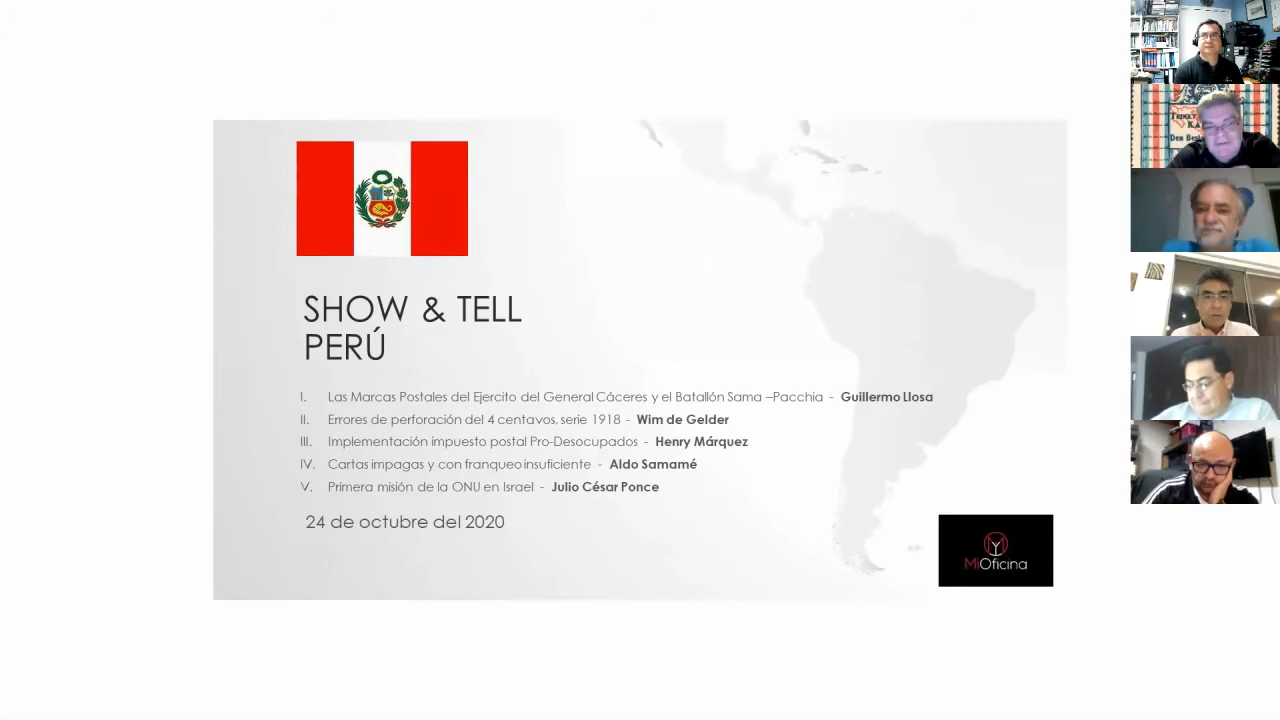 SHOW & TELL
PERÚ
I. Las Marcas Postales del Ejercito del General Cáceres y el Batallón Sama –Pacchia - Guillermo Llosa
II. Errores de perforación del 4 centavos, serie 1918 - Wim de Gelder
III. Implementación impuesto postal Pro-Desocupados - Henry Márquez
IV. Cartas impagas y con franqueo insuficiente - Aldo Samamé
V. Primera misión de la ONU en Israel - Julio César Ponce
24 de octubre del 2020
MiOficina